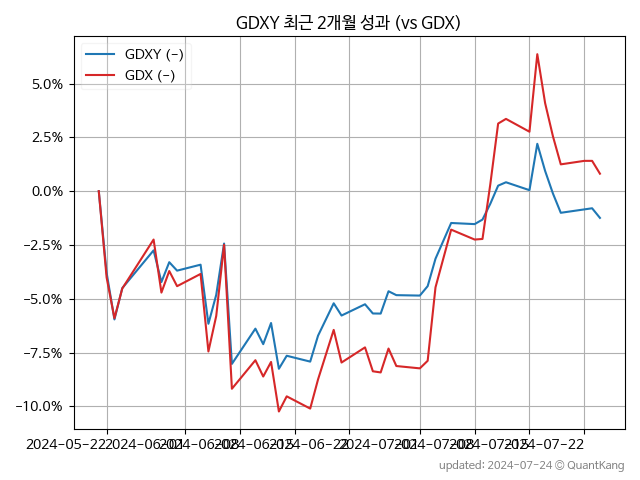 GDXY 최근 2개월 성과 (vs GDX)
GDXY (-)
GDX (-)
5.0%
2.5%
0.0%
−2.5%
−5.0%
−7.5%
−10.0%
2024-05-22 2024-06-01 2024-06-08 2024-06-15 2024-06-22 2024-07-01 2024-07-08 2024-07-15 2024-07-22
updated: 2024-07-24 © QuantKang